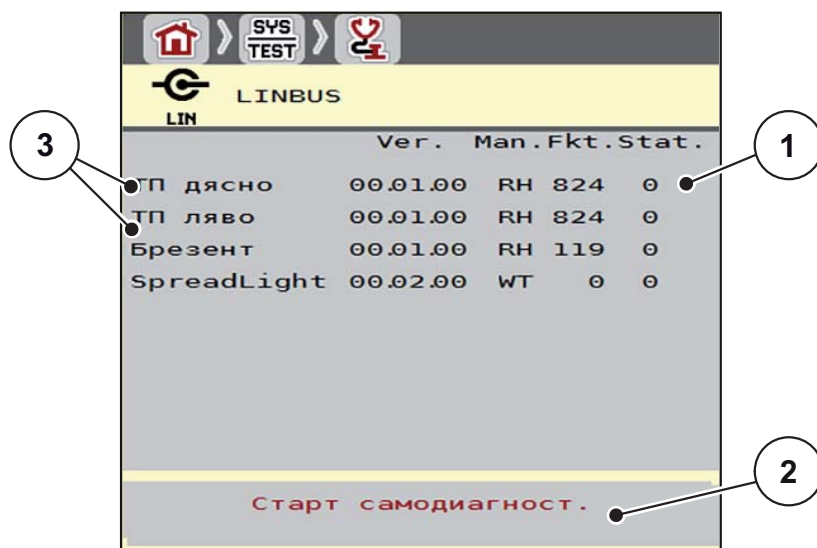 SYS
TEST
LINBUS
LIN
Ver. Man.Fkt.Stat.
3
1
ТП дясно 00.01.00 RH 824 0
ТП ляво 00.01.00 RH 824 0
Брезент 00.01.00 RH 119 0
SpreadLight 00.02.00 WT 0 0
2
Старт самодиагност.